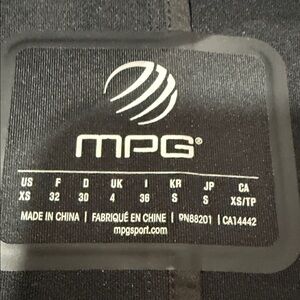 MPG®
US F D UK I KR JP CA
XS 32 30 4 36 S S XS/TP
MADE IN CHINA | FABRIQUÉ EN CHINE | RN88201 | CA14442
mpgsport.com